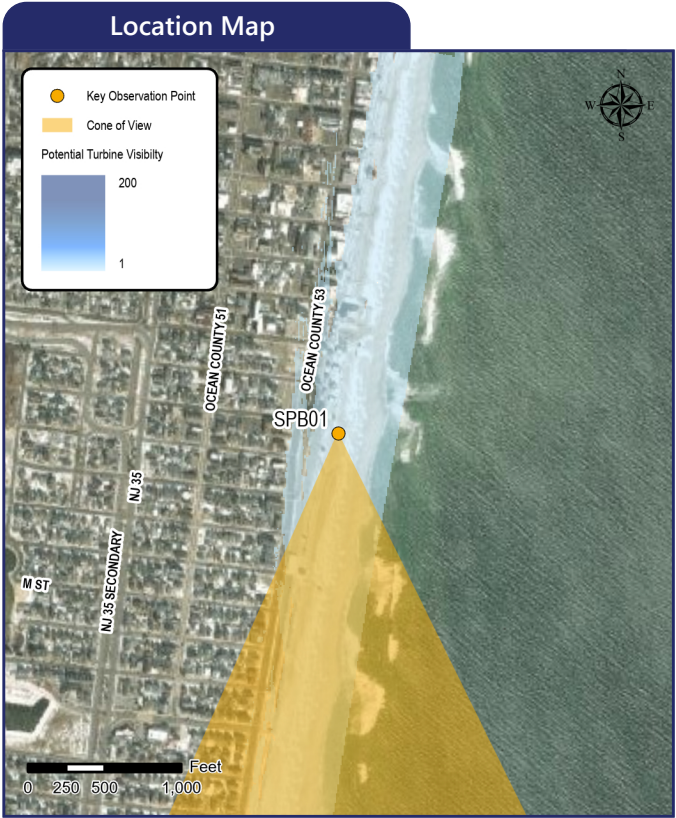 Location Map
Key Observation Point
Cone of View
Potential Turbine Visibilty
200
1
N
W E
S
OCEAN COUNTY 51
OCEAN COUNTY 53
SPB01
NJ 35
NJ 35 SECONDARY
M ST
Feet
0 250 500 1,000